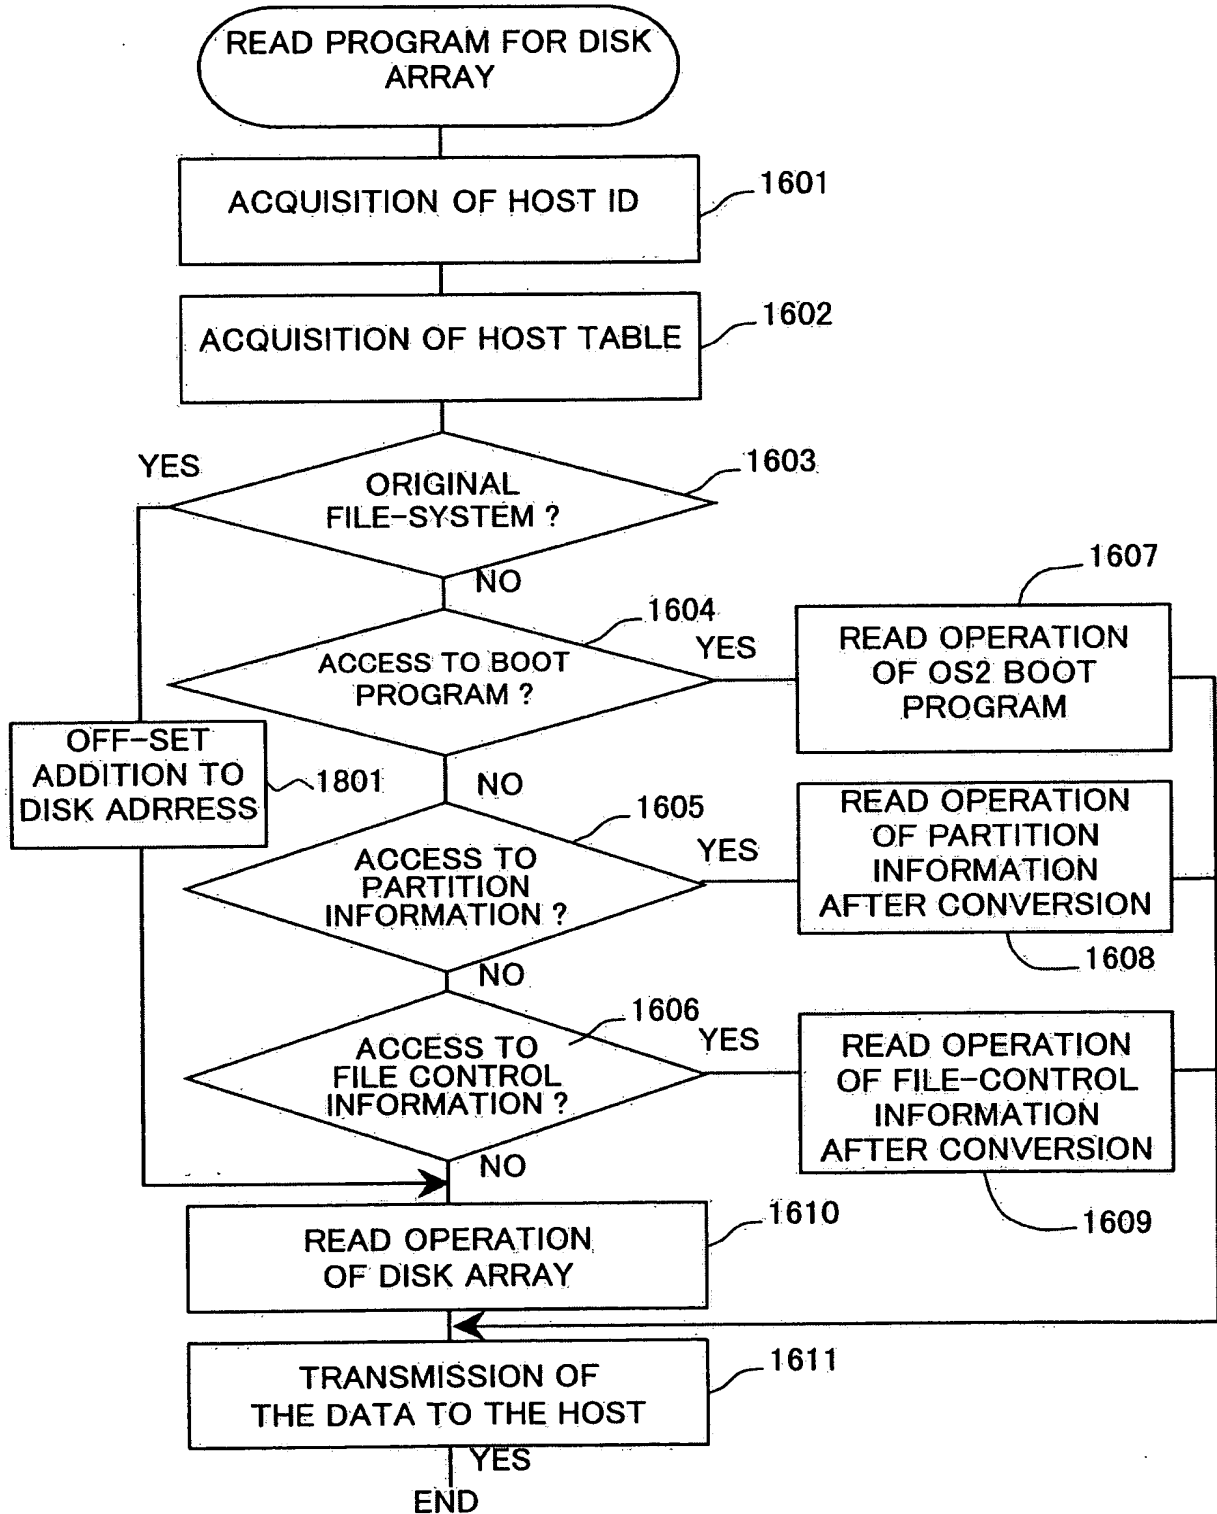 READ PROGRAM FOR DISK
ARRAY
ACQUISITION OF HOST ID
1601
ACQUISITION OF HOST TABLE
1602
YES
ORIGINAL
FILE-SYSTEM ?
1603
NO
1604
ACCESS TO BOOT
PROGRAM ?
YES
1607
READ OPERATION
OF OS2 BOOT
PROGRAM
OFF-SET
ADDITION TO
DISK ADRRESS
1801
NO
1605
ACCESS TO
PARTITION
INFORMATION ?
YES
READ OPERATION
OF PARTITION
INFORMATION
AFTER CONVERSION
1608
NO
1606
ACCESS TO
FILE CONTROL
INFORMATION ?
YES
READ OPERATION
OF FILE-CONTROL
INFORMATION
AFTER CONVERSION
1609
NO
READ OPERATION
OF DISK ARRAY
1610
TRANSMISSION OF
THE DATA TO THE HOST
1611
YES
END